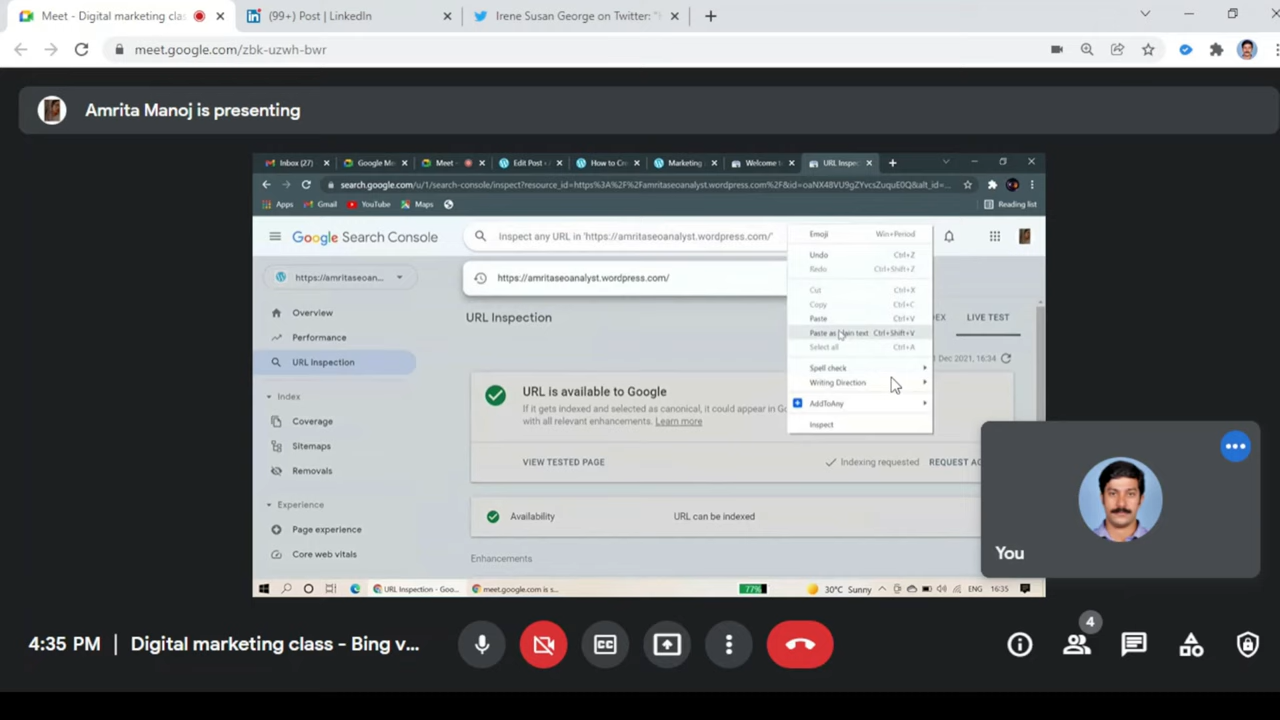 Meet - Digital marketing clas
(99+) Post | LinkedIn
Irene Susan George on Twitter: "
meet.google.com/zbk-uzwh-bwr
Amrita Manoj is presenting
Inbox (27)
Google Me
Meet
Edit Post
How to Cr
Marketing
Welcome t
URL Inspec
search.google.com/u/1/search-console/inspect?resource_id=https%3A%2F%2Famritaseoanalyst.wordpress.com%2F&id=oaNX48VU9gZYvcsZuquE0Q&alt_id=...
Apps
Gmail
YouTube
Maps
Reading list
Google Search Console
Inspect any URL in 'https://amritaseoanalyst.wordpress.com/'
https://amritaseoan...
https://amritaseoanalyst.wordpress.com/
Overview
Performance
URL Inspection
Index
Coverage
Sitemaps
Removals
Experience
Page experience
Core web vitals
URL Inspection
EX
LIVE TEST
Dec 2021, 16:34
URL is available to Google
If it gets indexed and selected as canonical, it could appear in G
with all relevant enhancements. Learn more
VIEW TESTED PAGE
Indexing requested
REQUEST AG
Availability
URL can be indexed
Enhancements
Emoji Win+Period
Undo Ctrl+Z
Redo Ctrl+Shift+Z
Cut Ctrl+X
Copy Ctrl+C
Paste Ctrl+V
Paste as plain text Ctrl+Shift+V
Select all Ctrl+A
Spell check
Writing Direction
AddToAny
Inspect
URL Inspection - Goo...
meet.google.com is s...
77%
30°C Sunny
ENG
16:35
You
4:35 PM | Digital marketing class - Bing v...
4